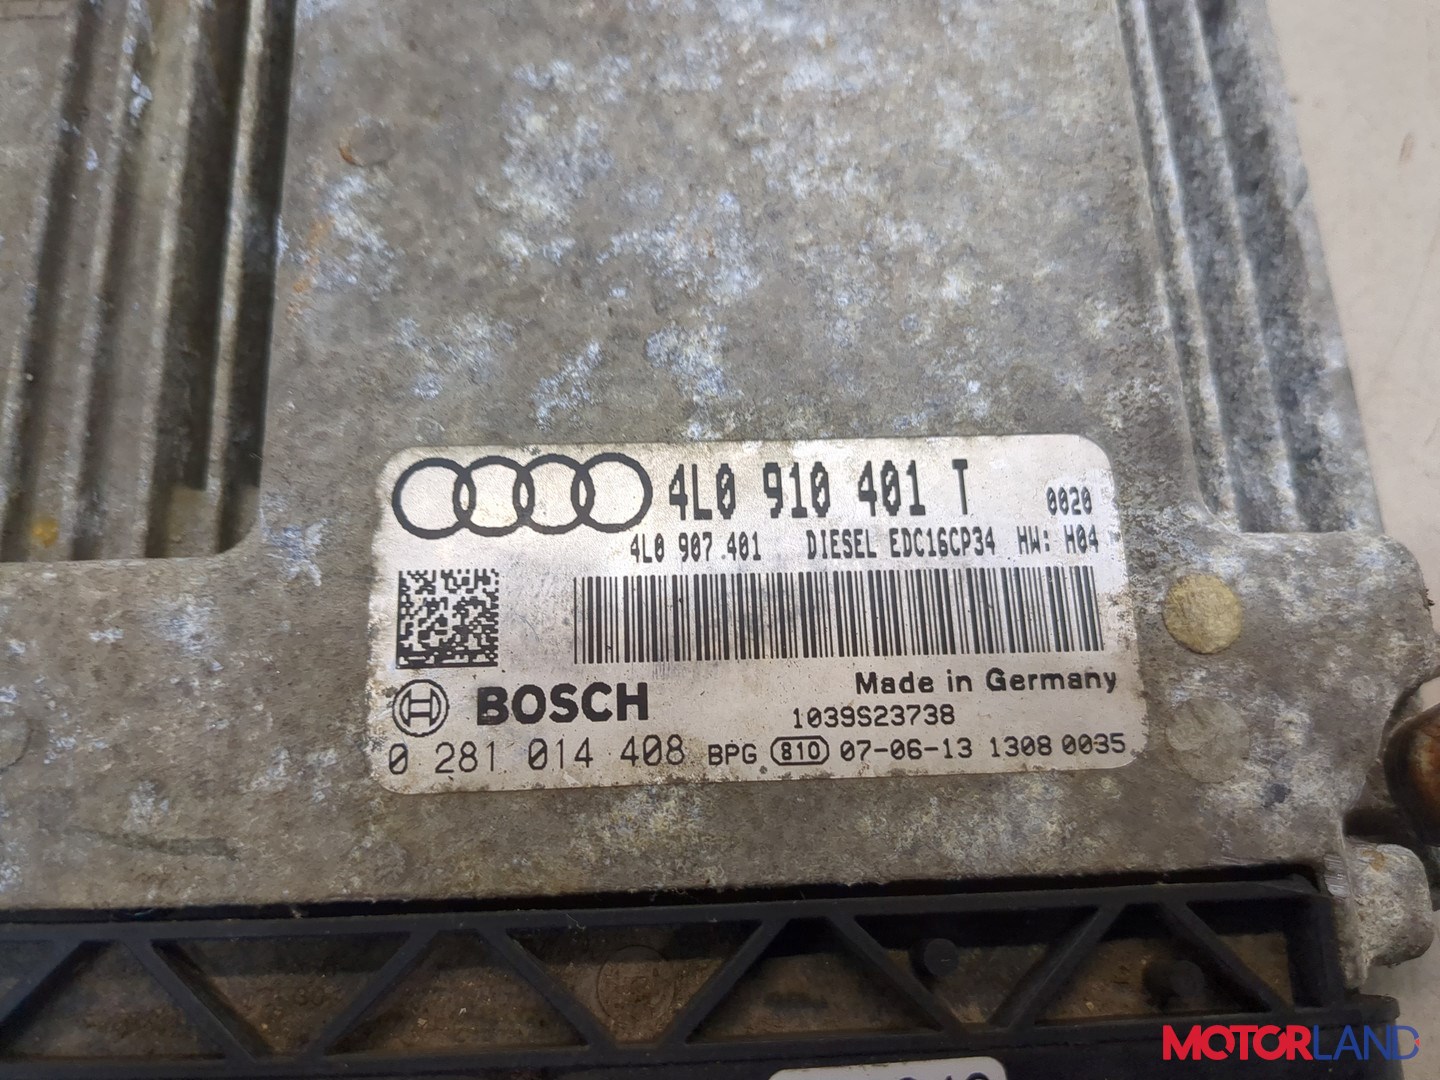 4L0 910 401 T 0020
4L0 907 401 DIESEL EDC16CP34 HW: H04
BOSCH
Made in Germany
1039S23738
0 281 014 408 BPG 810 07-06-13 1308 0035
MOTORLAND